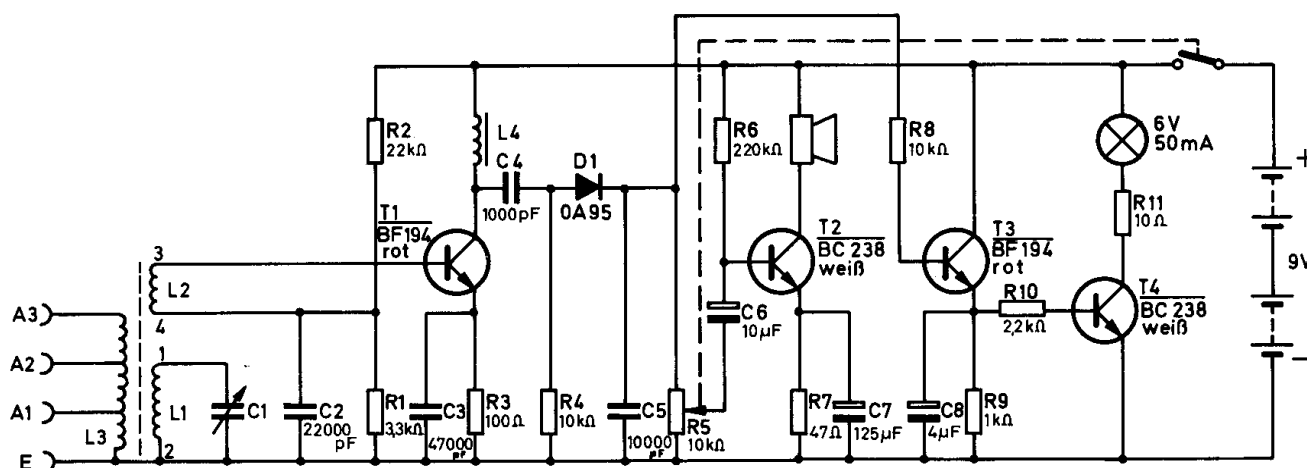 R2
22kΩ
L4
C4
1000pF
D1
0A95
T1
BF194
rot
R6
220kΩ
R8
10kΩ
6V
50mA
R11
10Ω
+
9V
−
T2
BC 238
weiß
T3
BF194
rot
R10
2,2kΩ
T4
BC 238
weiß
C6
10µF
3
L2
4
A3
A2
A1
E
L3
1
L1
2
C1
C2
22000
pF
R1
3,3kΩ
C3
47000
pF
R3
100Ω
R4
10kΩ
C5
10000
pF
R5
10kΩ
R7
47Ω
C7
125µF
C8
4µF
R9
1kΩ